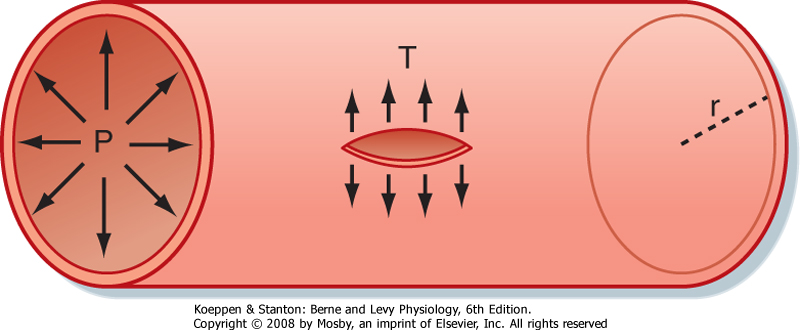 T
P
r
Koeppen & Stanton: Berne and Levy Physiology, 6th Edition.
Copyright © 2008 by Mosby, an imprint of Elsevier, Inc. All rights reserved